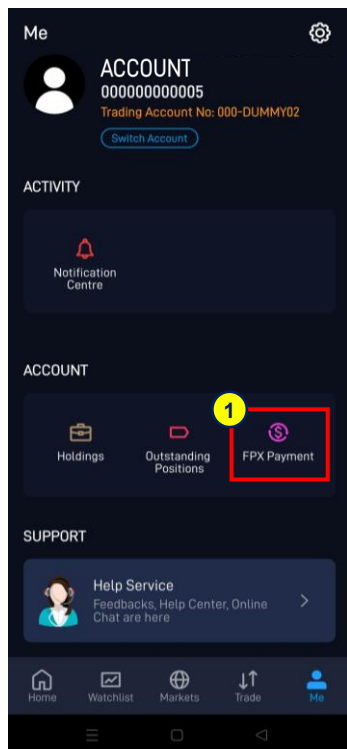 Me
ACCOUNT
000000000005
Trading Account No: 000-DUMMY02
Switch Account
ACTIVITY
Notification
Centre
ACCOUNT
1
Holdings
Outstanding
Positions
FPX Payment
SUPPORT
Help Service
Feedbacks, Help Center, Online
Chat are here
Home
Watchlist
Markets
Trade
Me